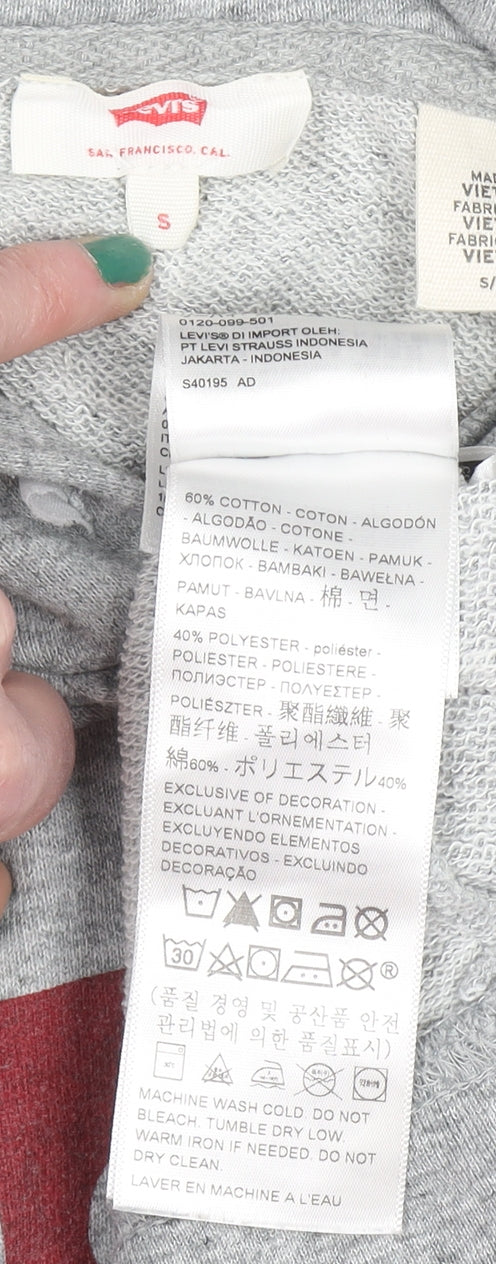 LEVI'S
SAN FRANCISCO, CAL.
S
VIE
VIE
VIE
S/
0120-099-501
LEVI'S® DI IMPORT OLEH:
PT LEVI STRAUSS INDONESIA
JAKARTA - INDONESIA
S40195 AD
60% COTTON - COTON - ALGODÓN
- ALGODÃO - COTONE -
BAUMWOLLE - KATOEN - PAMUK -
ХЛОПОК - BAMBAKI - BAWEŁNA -
PAMUT - BAVLNA - 棉 - 면 -
KAPAS
40% POLYESTER - poliéster -
POLIESTER - POLIESTERE -
ПОЛИЭСТЕР - ΠΟΛΥΕΣΤΕΡ -
POLIÉSZTER - 聚酯纖維 - 聚
酯纤维 - 폴리에스터
綿60% - ポリエステル40%
EXCLUSIVE OF DECORATION -
EXCLUANT L'ORNEMENTATION -
EXCLUYENDO ELEMENTOS
DECORATIVOS - EXCLUINDO
DECORAÇÃO
30 ®
(품질 경영 및 공산품 안전
관리법에 의한 품질표시)
MACHINE WASH COLD. DO NOT
BLEACH. TUMBLE DRY LOW.
WARM IRON IF NEEDED. DO NOT
DRY CLEAN.
LAVER EN MACHINE A L'EAU